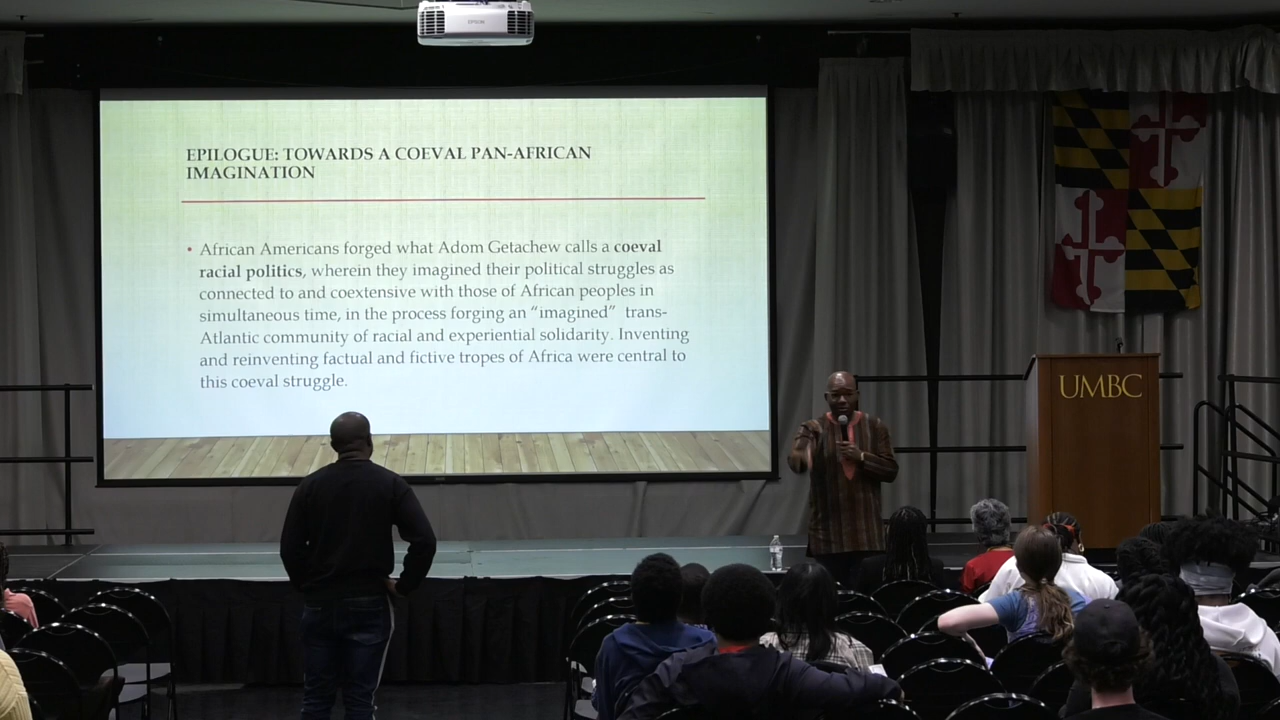 EPSON
EPILOGUE: TOWARDS A COEVAL PAN-AFRICAN
IMAGINATION
• African Americans forged what Adom Getachew calls a coeval
racial politics, wherein they imagined their political struggles as
connected to and coextensive with those of African peoples in
simultaneous time, in the process forging an “imagined” trans-
Atlantic community of racial and experiential solidarity. Inventing
and reinventing factual and fictive tropes of Africa were central to
this coeval struggle.
UMBC